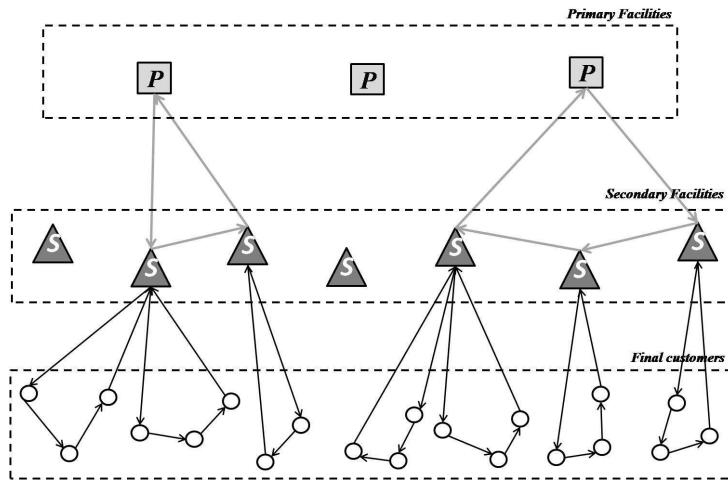 Primary Facilities
P P P
Secondary Facilities
S S S S S S S
Final customers